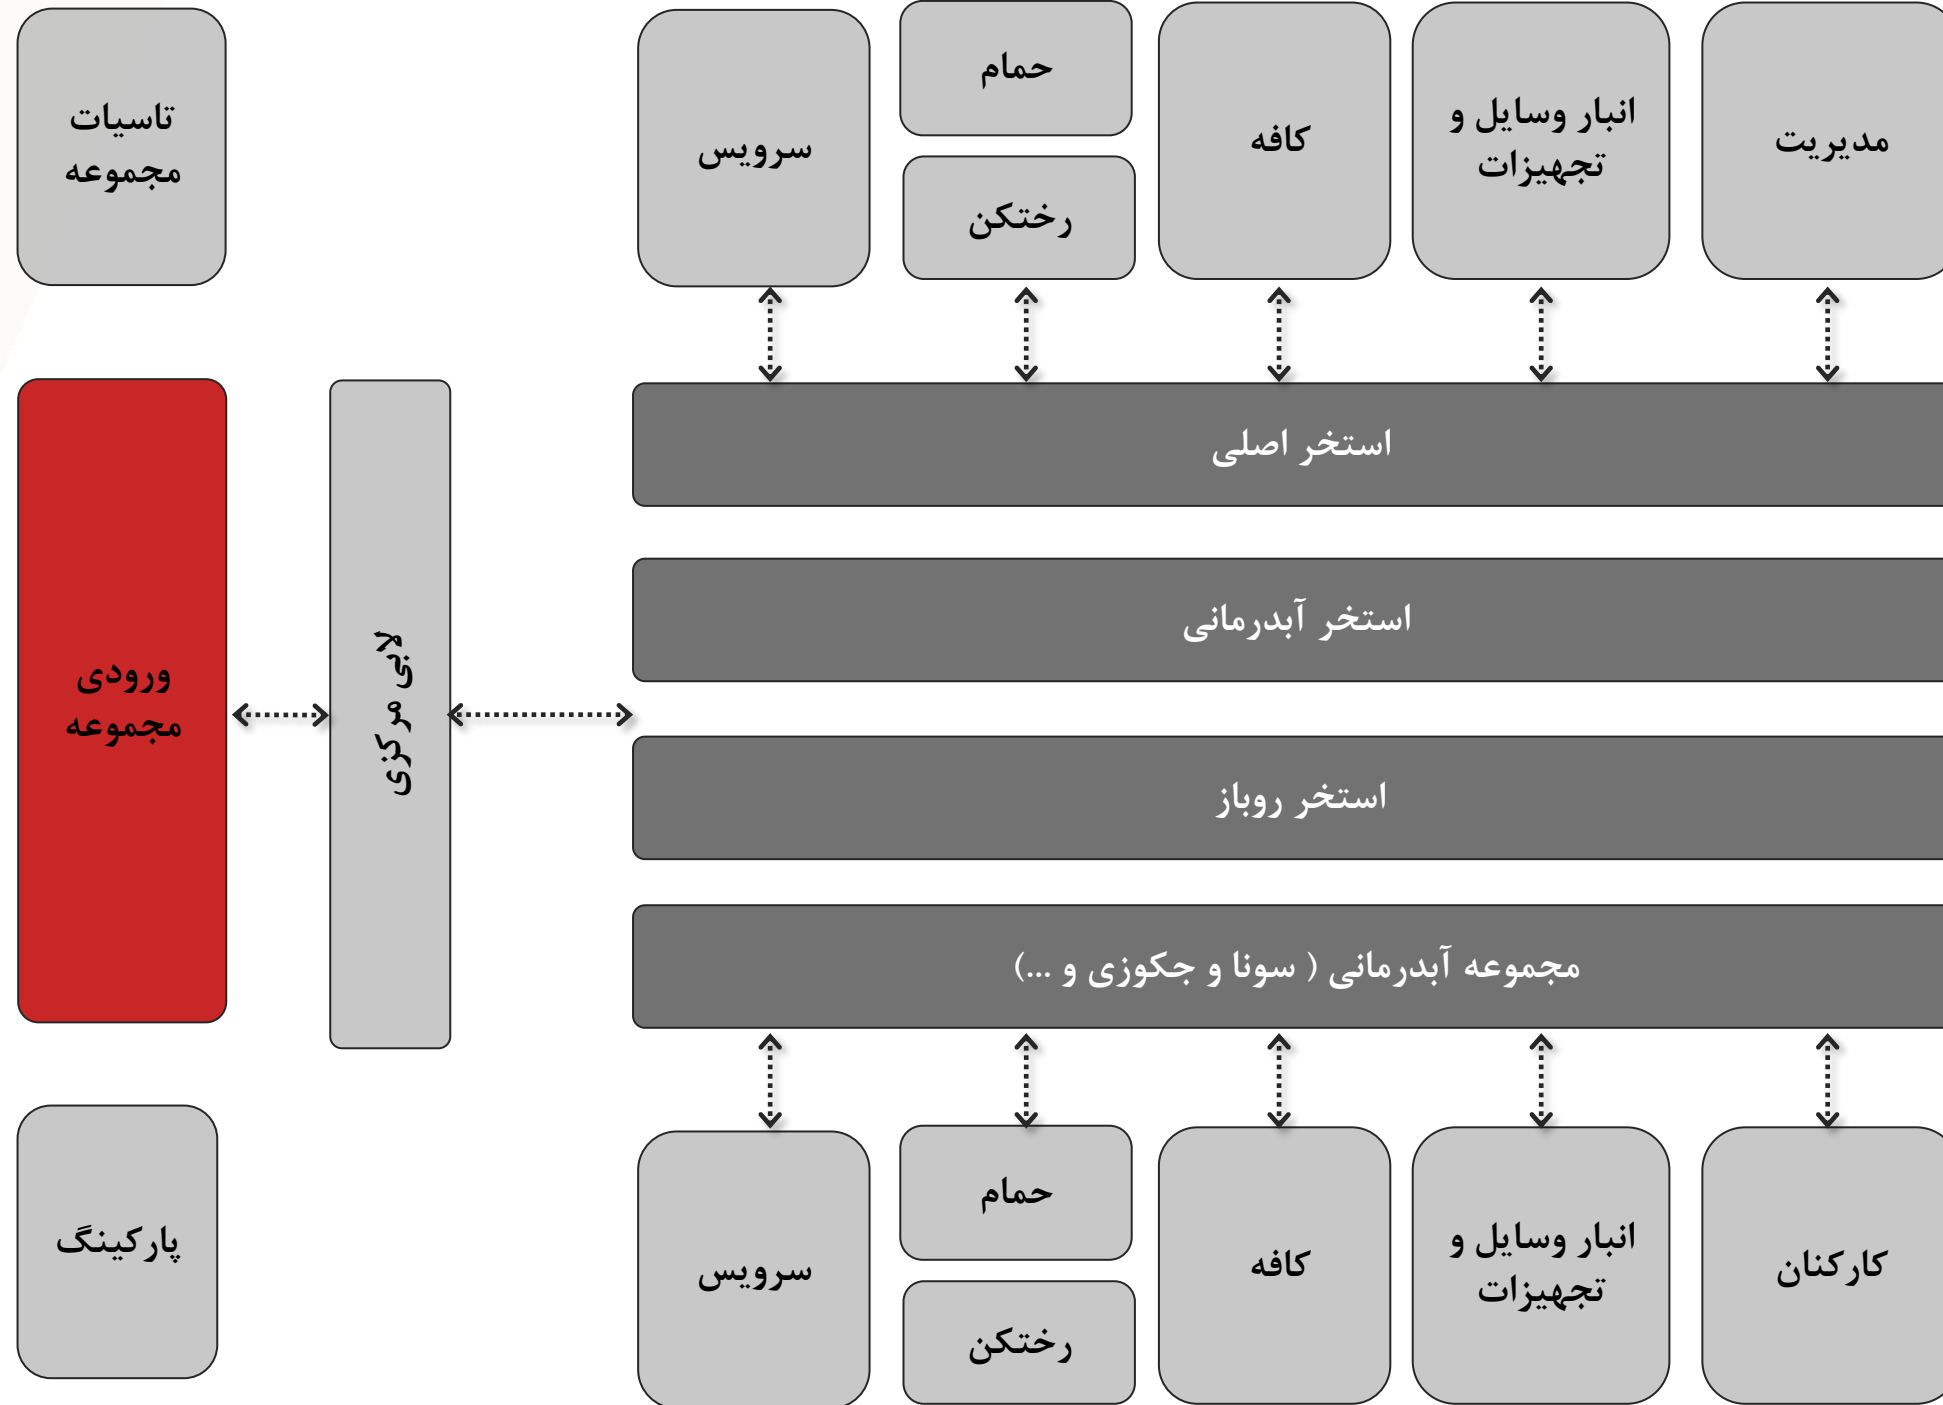 تاسیات
مجموعه
سرویس
حمام
رختکن
کافه
انبار وسایل و
تجهیزات
مدیریت
ورودی
مجموعه
لابی مرکزی
استخر اصلی
استخر آبدرمانی
استخر روباز
مجموعه آبدرمانی ( سونا و جکوزی و ...)
پارکینگ
سرویس
حمام
رختکن
کافه
انبار وسایل و
تجهیزات
کارکنان